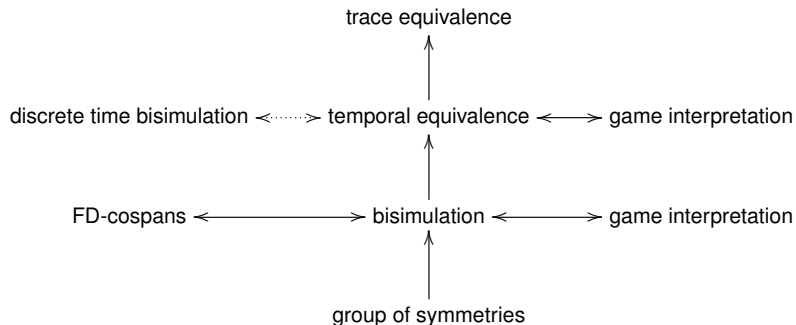 trace equivalence
discrete time bisimulation temporal equivalence game interpretation
FD-cospans bisimulation game interpretation
group of symmetries